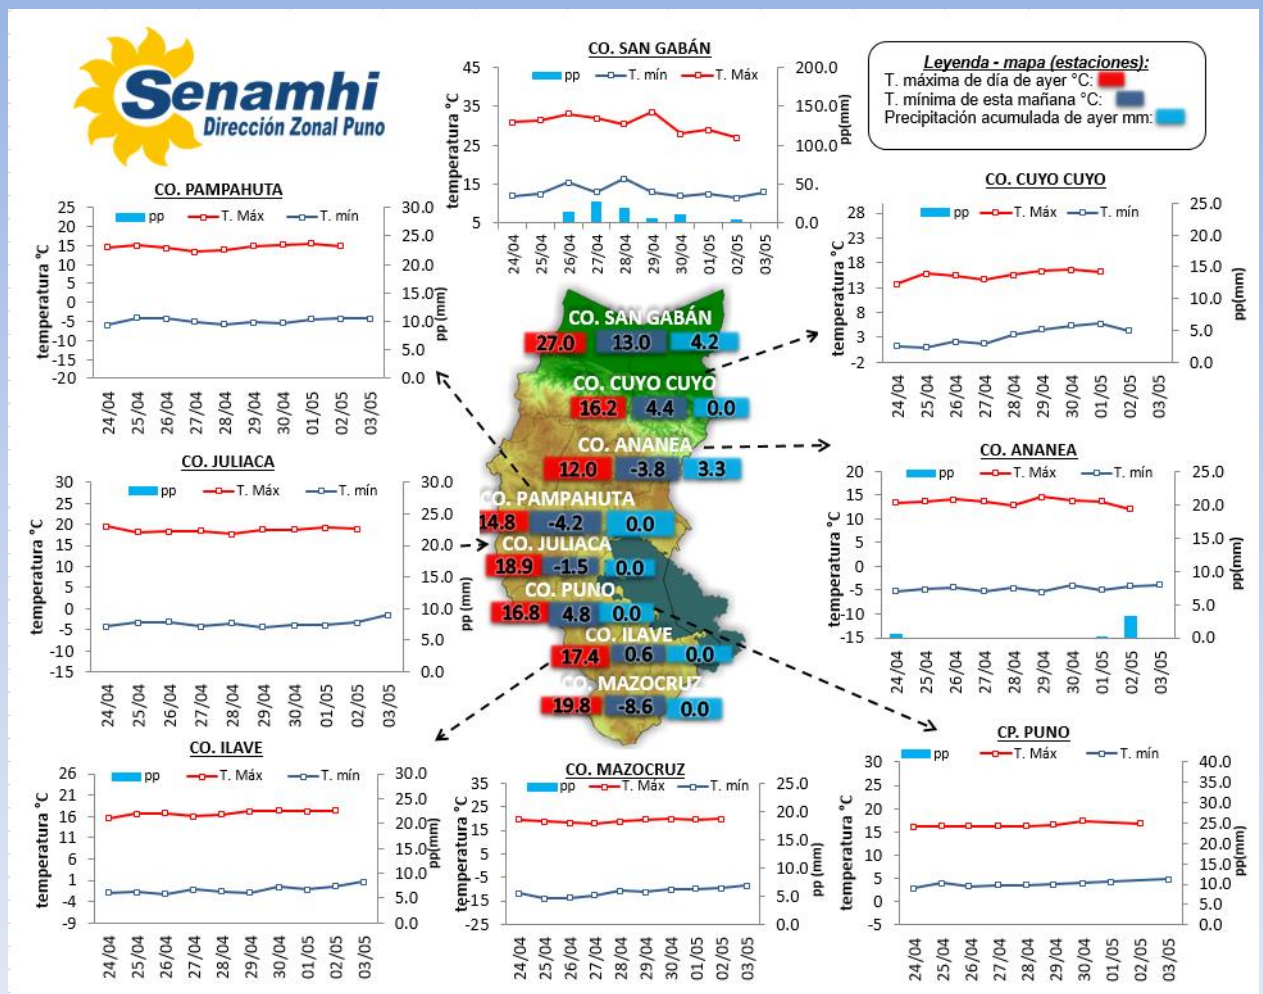 Senamhi
Dirección Zonal Puno
CO. SAN GABÁN
temperatura °C
45
35
25
15
5
pp T. mín T. Máx
200.0
150.0
100.0
50.
0.0
pp(mm)
24/04 25/04 26/04 27/04 28/04 29/04 30/04 01/05 02/05 03/05
Leyenda - mapa (estaciones):
T. máxima de día de ayer °C:
T. mínima de esta mañana °C:
Precipitación acumulada de ayer mm:
CO. PAMPAHUTA
temperatura °C
25
20
15
10
5
0
-5
-10
-15
-20
pp T. Máx T. mín
30.0
25.0
20.0
15.0
10.0
5.0
0.0
pp (mm)
24/04 25/04 26/04 27/04 28/04 29/04 30/04 01/05 02/05 03/05
CO. CUYO CUYO
temperatura °C
28
23
18
13
8
3
-2
pp T. Máx T. mín
25.0
20.0
15.0
10.0
5.0
0.0
pp(mm)
24/04 25/04 26/04 27/04 28/04 29/04 30/04 01/05 02/05 03/05
CO. SAN GABÁN
27.0 13.0 4.2
CO. CUYO CUYO
16.2 4.4 0.0
CO. ANANEA
12.0 -3.8 3.3
CO. PAMPAHUTA
14.8 -4.2 0.0
CO. JULIACA
18.9 -1.5 0.0
CO. PUNO
16.8 4.8 0.0
CO. ILAVE
17.4 0.6 0.0
CO. MAZOCRUZ
19.8 -8.6 0.0
CO. JULIACA
temperatura °C
30
25
20
15
10
5
0
-5
-10
-15
pp T. Máx T. mín
30.0
25.0
20.0
15.0
10.0
5.0
0.0
pp (mm)
24/04 25/04 26/04 27/04 28/04 29/04 30/04 01/05 02/05 03/05
CO. ANANEA
temperatura °C
20
15
10
5
0
-5
-10
-15
pp T. Máx T. mín
25.0
20.0
15.0
10.0
5.0
0.0
pp(mm)
24/04 25/04 26/04 27/04 28/04 29/04 30/04 01/05 02/05 03/05
CO. ILAVE
temperatura °C
26
21
16
11
6
1
-4
-9
pp T. Máx T. mín
30.0
25.0
20.0
15.0
10.0
5.0
0.0
pp(mm)
24/04 25/04 26/04 27/04 28/04 29/04 30/04 01/05 02/05 03/05
CO. MAZOCRUZ
temperatura °C
35
25
15
5
-5
-15
-25
pp T. Máx T. mín
25.0
20.0
15.0
10.0
5.0
0.0
pp (mm)
24/04 25/04 26/04 27/04 28/04 29/04 30/04 01/05 02/05 03/05
CP. PUNO
temperatura °C
30
25
20
15
10
5
0
-5
pp T. Máx T. mín
40.0
35.0
30.0
25.0
20.0
15.0
10.0
5.0
0.0
pp(mm)
24/04 25/04 26/04 27/04 28/04 29/04 30/04 01/05 02/05 03/05